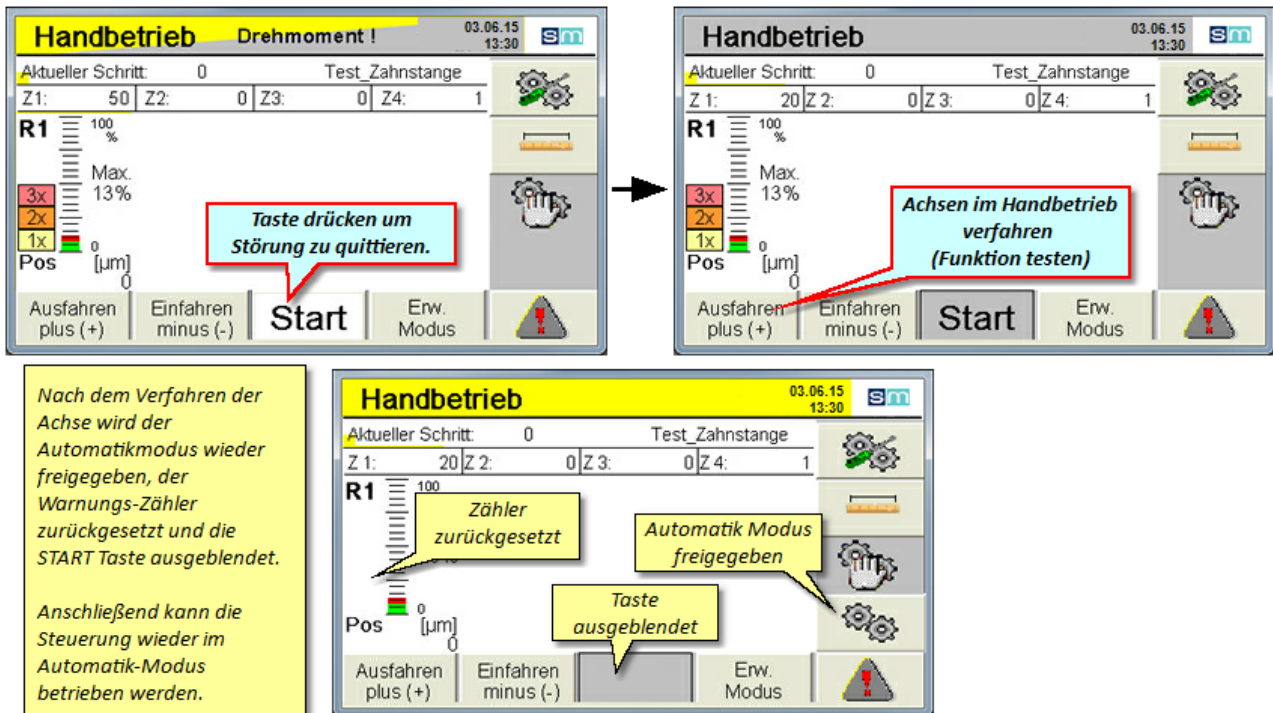 Handbetrieb Drehmoment ! 03.06.15
13:30
sm
Aktueller Schritt: 0 Test_Zahnstange
Z1: 50 Z2: 0 Z3: 0 Z4: 1
R1 100
%
Max.
13%
3x
2x
1x
0
Pos [µm]
0
Taste drücken um
Störung zu quittieren.
Ausfahren
plus (+)
Einfahren
minus (-)
Start
Erw.
Modus
!
Handbetrieb 03.06.15
13:30
sm
Aktueller Schritt: 0 Test_Zahnstange
Z 1: 20 Z 2: 0 Z 3: 0 Z 4: 1
R1 100
%
Max.
13%
3x
2x
1x
0
Pos [µm]
0
Achsen im Handbetrieb
verfahren
(Funktion testen)
Ausfahren
plus (+)
Einfahren
minus (-)
Start
Erw.
Modus
!
Nach dem Verfahren der
Achse wird der
Automatikmodus wieder
freigegeben, der
Warnungs-Zähler
zurückgesetzt und die
START Taste ausgeblendet.
Anschließend kann die
Steuerung wieder im
Automatik-Modus
betrieben werden.
Handbetrieb 03.06.15
13:30
sm
Aktueller Schritt: 0 Test_Zahnstange
Z 1: 20 Z 2: 0 Z 3: 0 Z 4: 1
R1 100
Zähler
zurückgesetzt
Automatik Modus
freigegeben
Taste
ausgeblendet
0
Pos [µm]
0
Ausfahren
plus (+)
Einfahren
minus (-)
Erw.
Modus
!